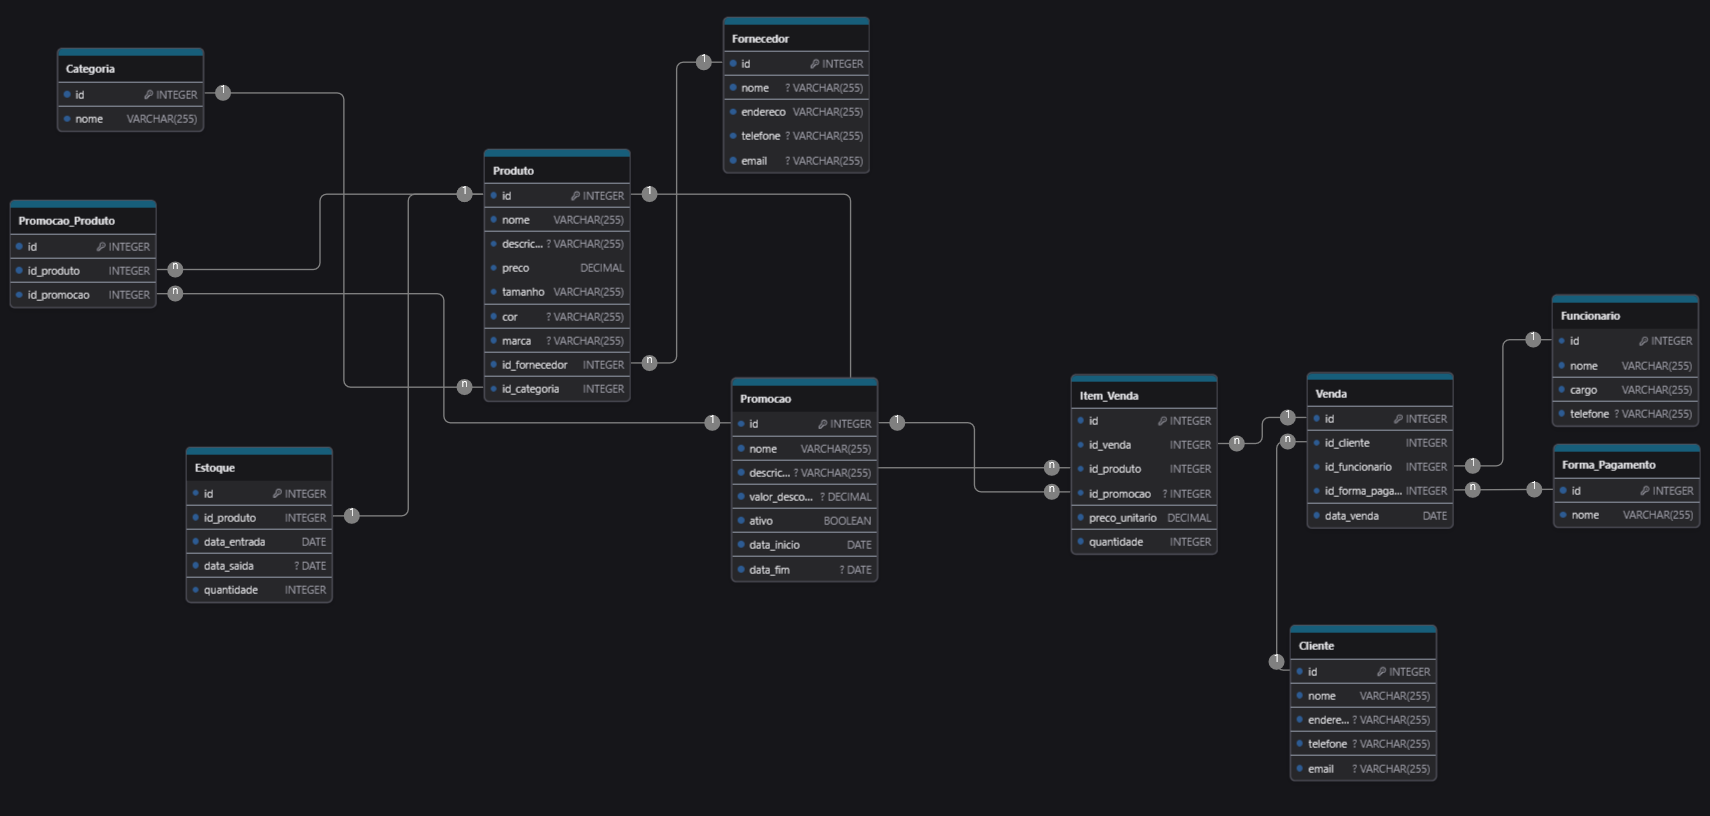 Categoria
id INTEGER
nome VARCHAR(255)
Promocao_Produto
id INTEGER
id_produto INTEGER
id_promocao INTEGER
Estoque
id INTEGER
id_produto INTEGER
data_entrada DATE
data_saida ? DATE
quantidade INTEGER
Produto
id INTEGER
nome VARCHAR(255)
descric... ? VARCHAR(255)
preco DECIMAL
tamanho VARCHAR(255)
cor ? VARCHAR(255)
marca ? VARCHAR(255)
id_fornecedor INTEGER
id_categoria INTEGER
Fornecedor
id INTEGER
nome ? VARCHAR(255)
endereco VARCHAR(255)
telefone ? VARCHAR(255)
email ? VARCHAR(255)
Promocao
id INTEGER
nome VARCHAR(255)
descric... ? VARCHAR(255)
valor_desco... ? DECIMAL
ativo BOOLEAN
data_inicio DATE
data_fim ? DATE
Item_Venda
id INTEGER
id_venda INTEGER
id_produto INTEGER
id_promocao ? INTEGER
preco_unitario DECIMAL
quantidade INTEGER
Venda
id INTEGER
id_cliente INTEGER
id_funcionario INTEGER
id_forma_paga... INTEGER
data_venda DATE
Funcionario
id INTEGER
nome VARCHAR(255)
cargo VARCHAR(255)
telefone ? VARCHAR(255)
Forma_Pagamento
id INTEGER
nome VARCHAR(255)
Cliente
id INTEGER
nome VARCHAR(255)
endere... ? VARCHAR(255)
telefone ? VARCHAR(255)
email ? VARCHAR(255)
1
n
n
1
n
1
1
1
n
1
1
n
n
n
1
n
1
n
1
1
1